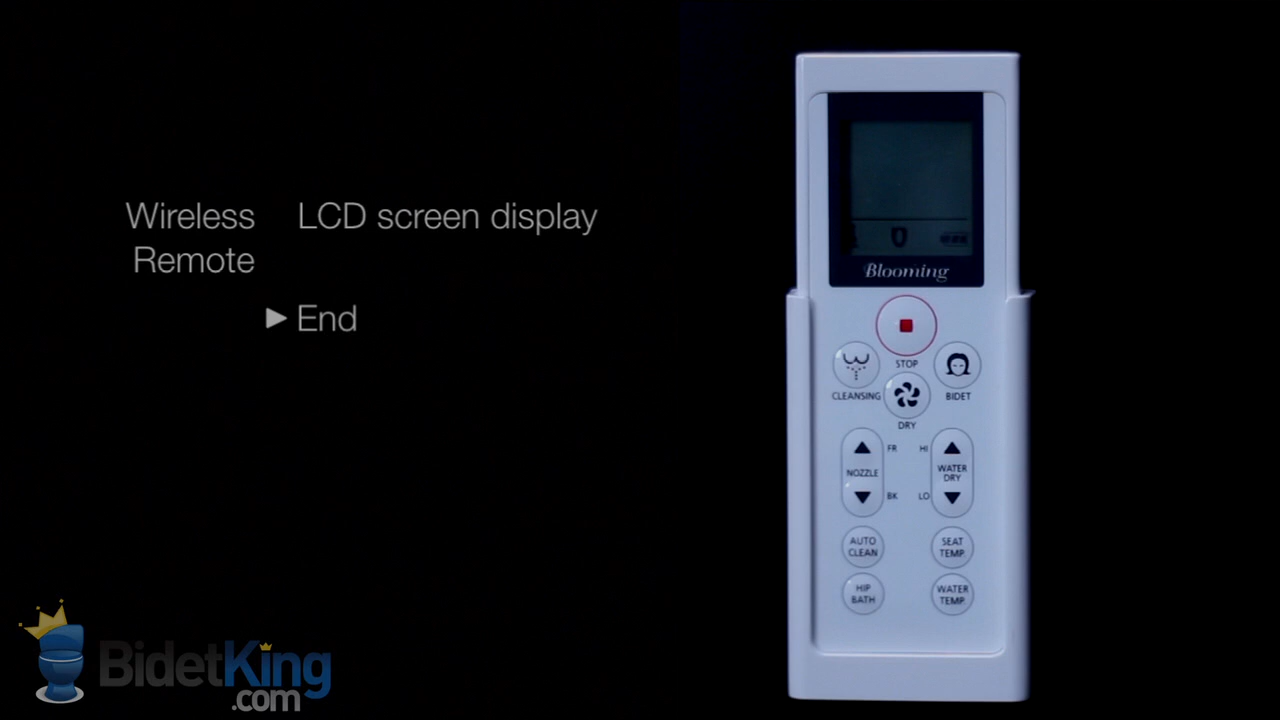 Wireless
Remote
LCD screen display
End
Blooming
STOP
CLEANSING
BIDET
DRY
FR
NOZZLE
BK
HI
WATER
DRY
LO
AUTO
CLEAN
SEAT
TEMP.
HIP
BATH
WATER
TEMP.
BidetKing
.com